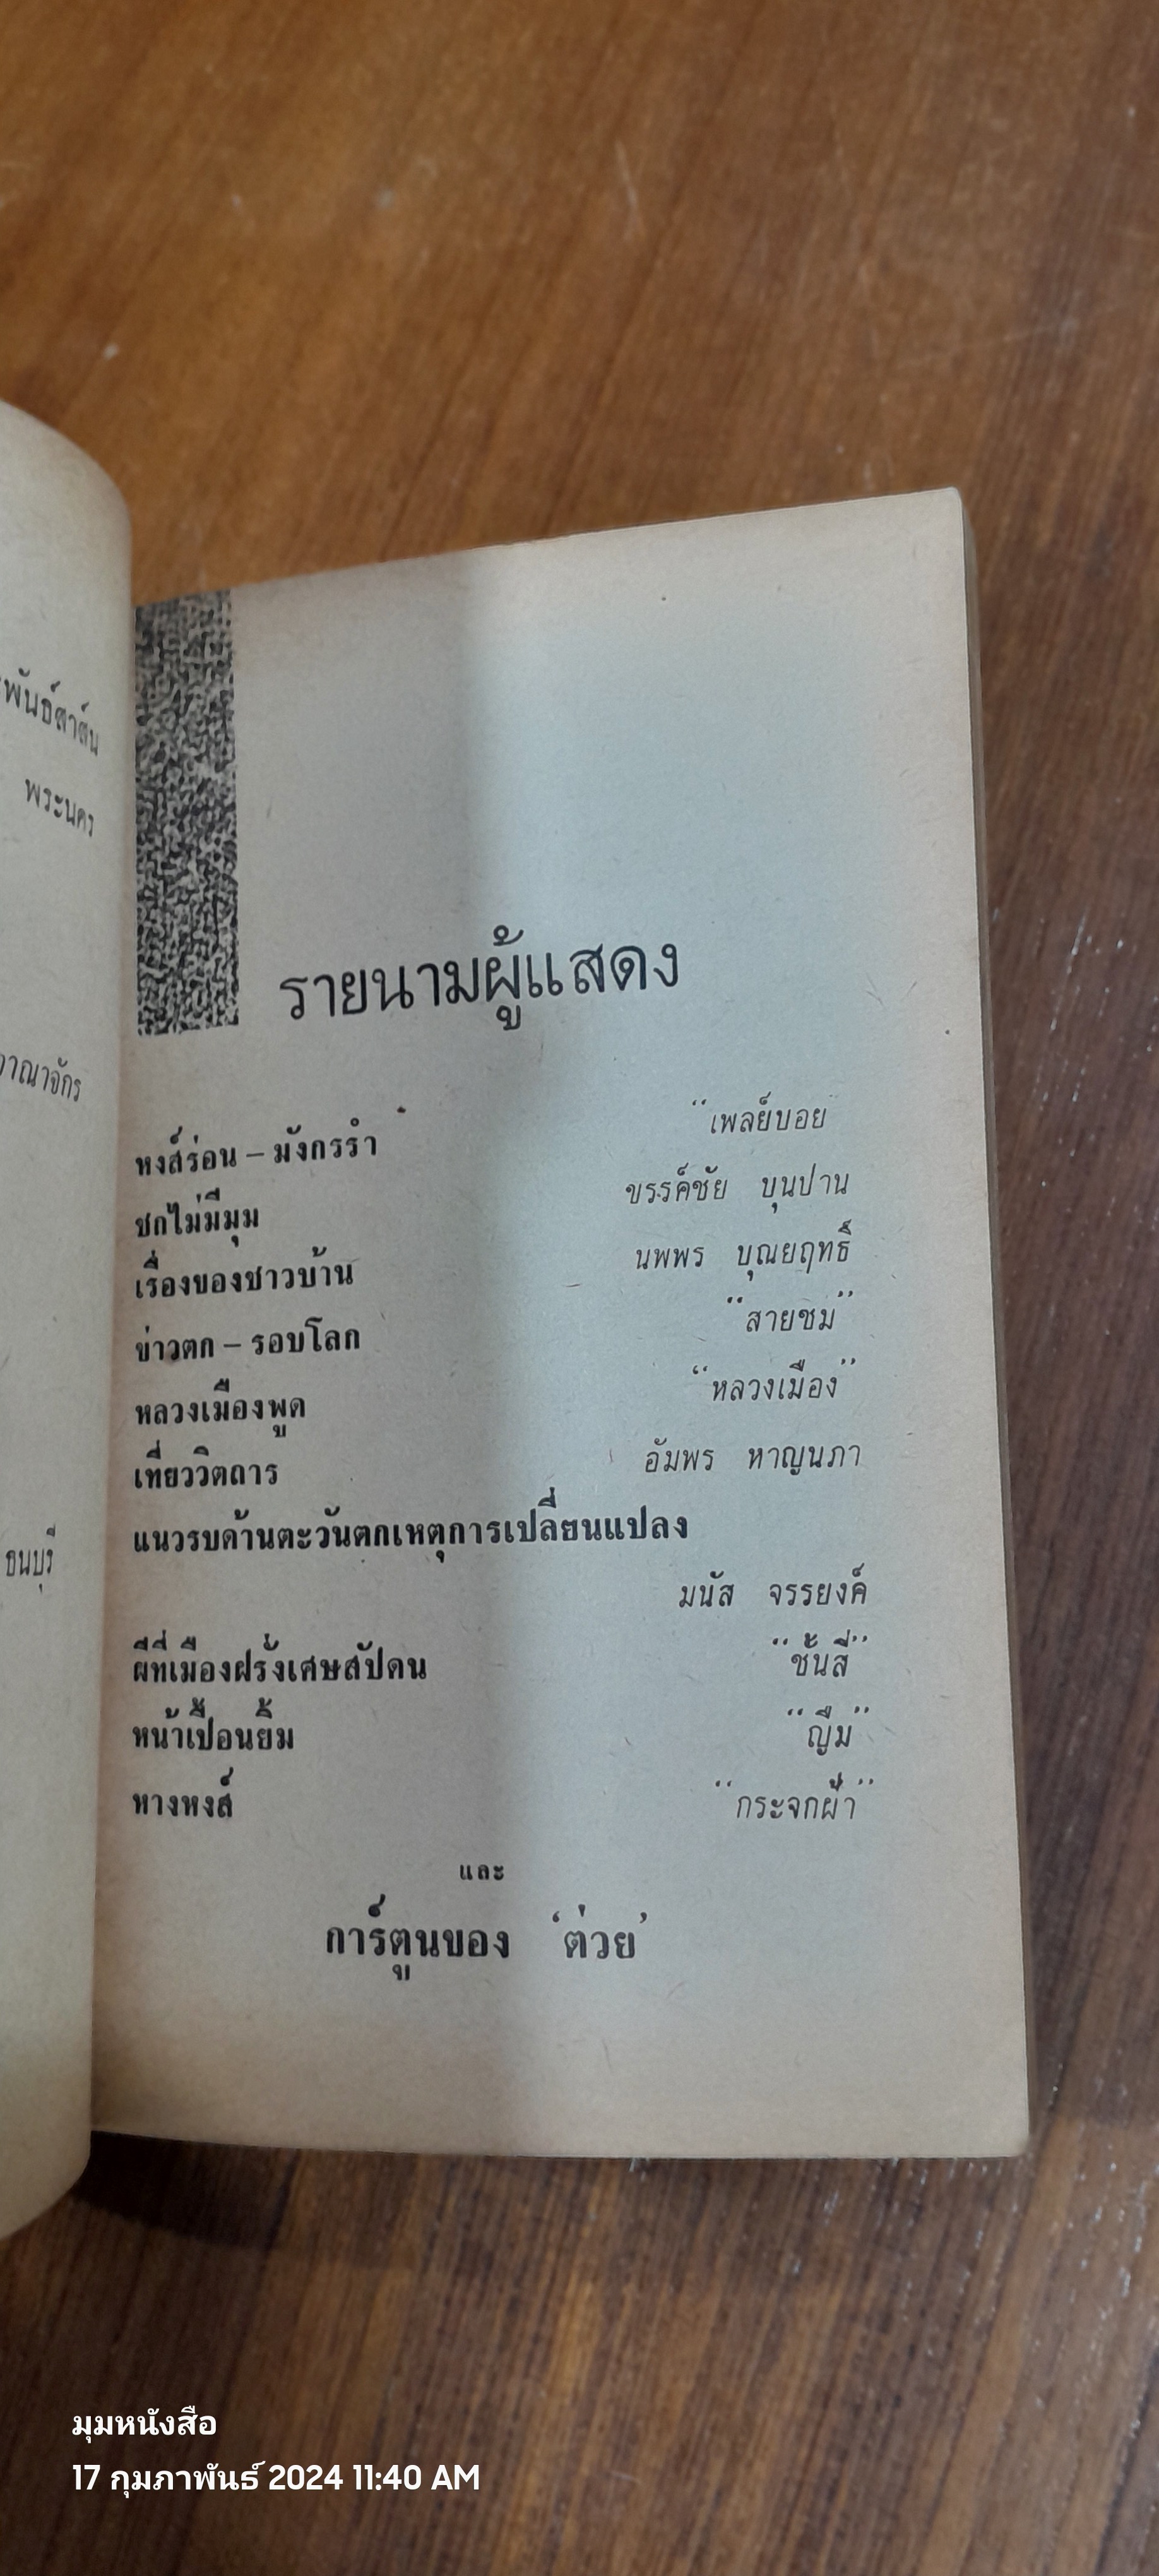 พันธ์สาส์น
พระนคร
าณาจักร
ธนบุรี
รายนามผู้แสดง
หงส์ร่อน – มังกรรำ "เพลย์บอย
ชกไม่มีมุม ขรรค์ชัย บุนปาน
เรื่องของชาวบ้าน นพพร บุณยฤทธิ์
ข่าวตก – รอบโลก "สายชม"
หลวงเมืองพูด "หลวงเมือง"
เที่ยววิตถาร อัมพร หาญนภา
แนวรบด้านตะวันตกเหตุการเปลี่ยนแปลง
มนัส จรรยงค์
ผีที่เมืองฝรั่งเศษสัปดน "ชั้นสี่"
หน้าเปื้อนยิ้ม "ญืม"
หางหงส์ "กระจกฝ้า"
และ
การ์ตูนของ 'ต่วย'
มุมหนังสือ
17 กุมภาพันธ์ 2024 11:40 AM